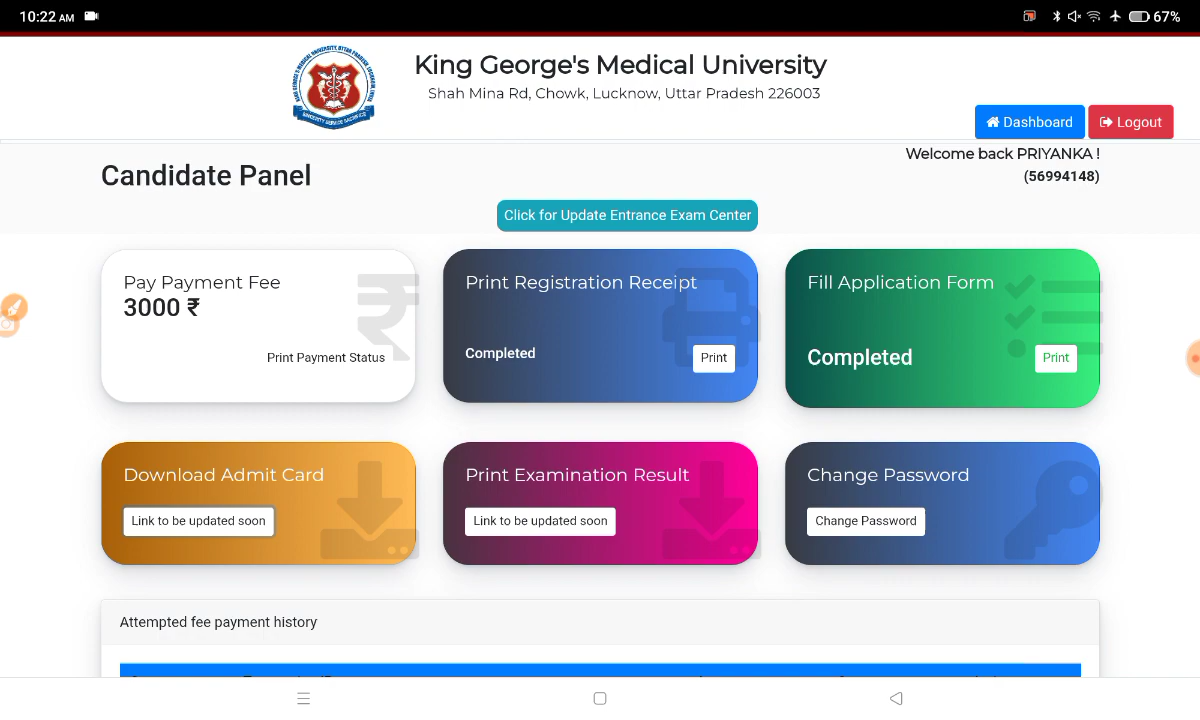 10:22 AM
67%
King George's Medical University
Shah Mina Rd, Chowk, Lucknow, Uttar Pradesh 226003
Dashboard
Logout
Welcome back PRIYANKA !
(56994148)
Candidate Panel
Click for Update Entrance Exam Center
Pay Payment Fee
3000 ₹
Print Payment Status
Print Registration Receipt
Completed
Print
Fill Application Form
Completed
Print
Download Admit Card
Link to be updated soon
Print Examination Result
Link to be updated soon
Change Password
Change Password
Attempted fee payment history